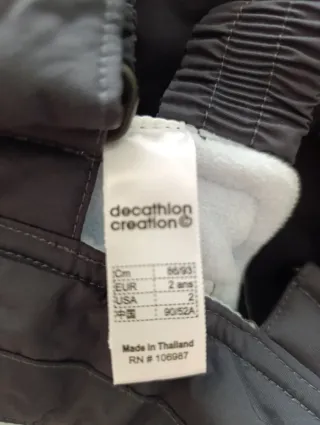 decathlon
creation©
Cm 86/93
EUR 2 ans
USA 2
中国 90/52A
Made in Thailand
RN # 106987